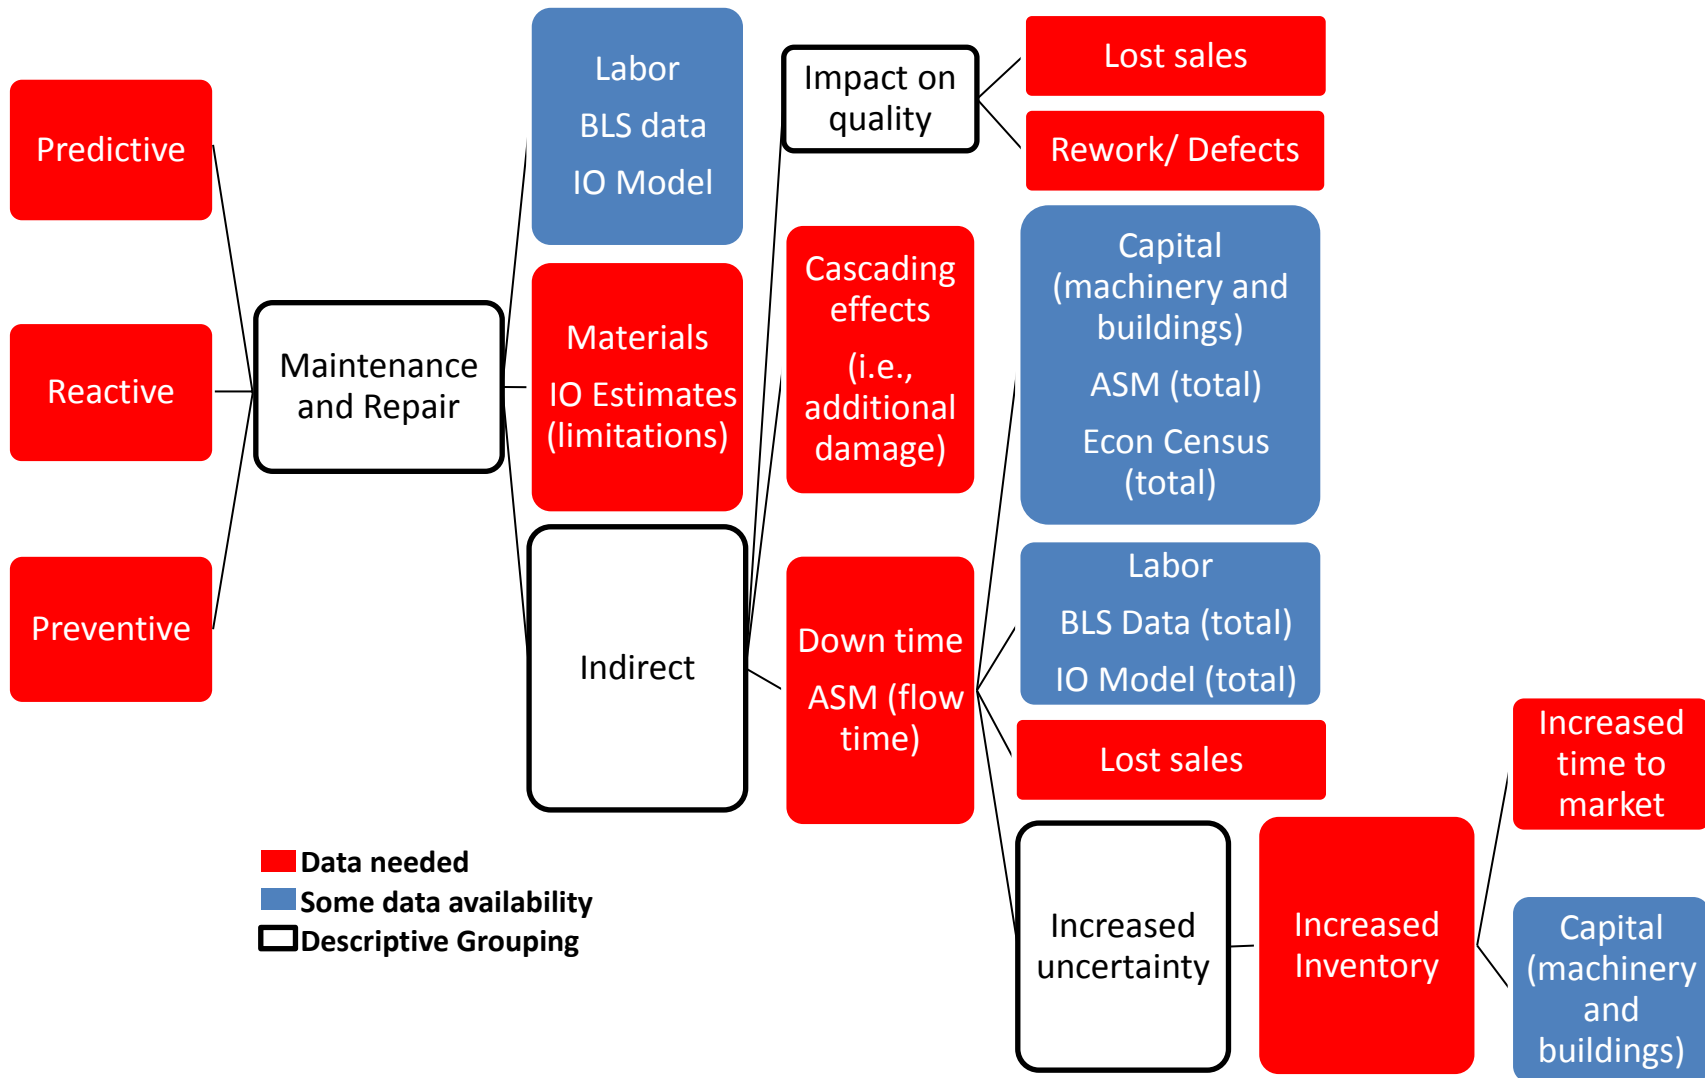 Predictive
Reactive
Preventive
Maintenance
and Repair
Labor
BLS data
IO Model
Materials
IO Estimates
(limitations)
Indirect
Impact on
quality
Cascading
effects
(i.e.,
additional
damage)
Down time
ASM (flow
time)
Lost sales
Rework/ Defects
Capital
(machinery and
buildings)
ASM (total)
Econ Census
(total)
Labor
BLS Data (total)
IO Model (total)
Lost sales
Increased
uncertainty
Increased
Inventory
Increased
time to
market
Capital
(machinery
and
buildings)
Data needed
Some data availability
Descriptive Grouping